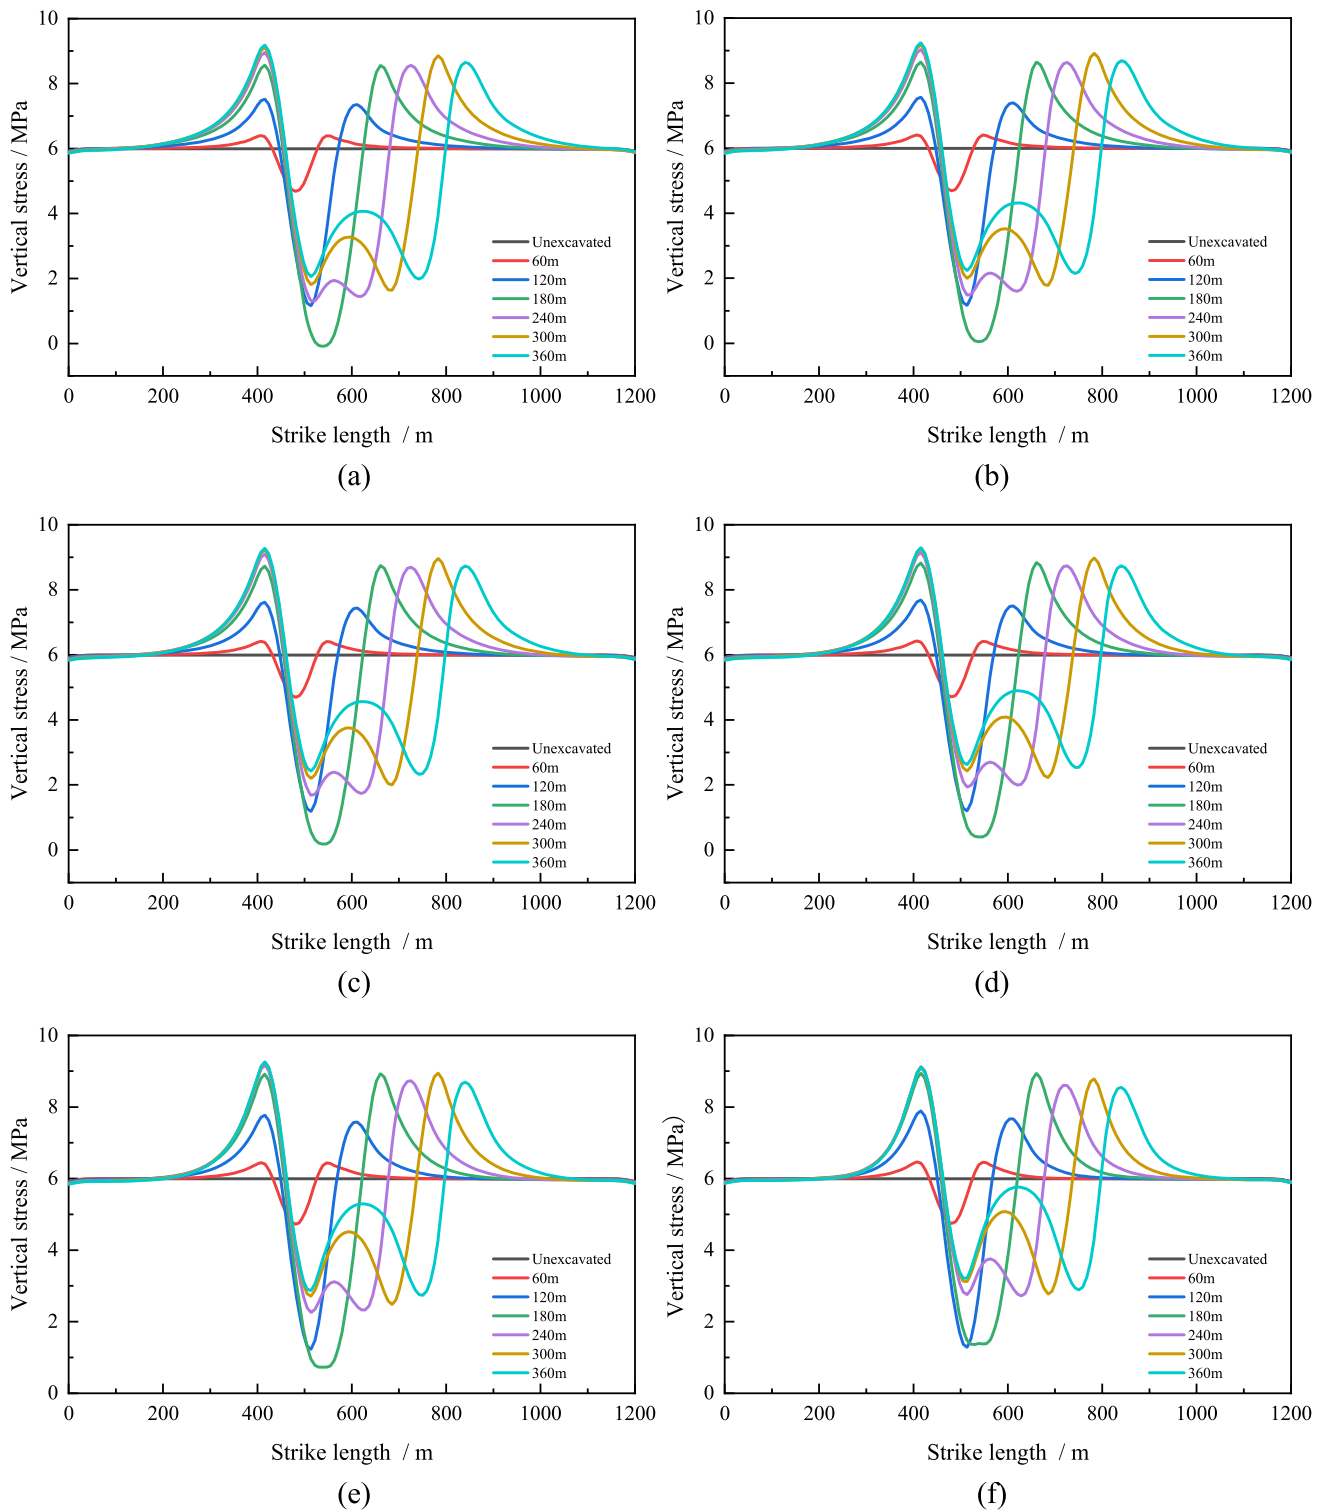 10
8
6
4
2
0
Vertical stress / MPa
Unexcavated
60m
120m
180m
240m
300m
360m
0 200 400 600 800 1000 1200
Strike length / m
(a)
10
8
6
4
2
0
Vertical stress / MPa
Unexcavated
60m
120m
180m
240m
300m
360m
0 200 400 600 800 1000 1200
Strike length / m
(b)
10
8
6
4
2
0
Vertical stress / MPa
Unexcavated
60m
120m
180m
240m
300m
360m
0 200 400 600 800 1000 1200
Strike length / m
(c)
10
8
6
4
2
0
Vertical stress / MPa
Unexcavated
60m
120m
180m
240m
300m
360m
0 200 400 600 800 1000 1200
Strike length / m
(d)
10
8
6
4
2
0
Vertical stress / MPa
Unexcavated
60m
120m
180m
240m
300m
360m
0 200 400 600 800 1000 1200
Strike length / m
(e)
10
8
6
4
2
0
Vertical stress / MPa）
Unexcavated
60m
120m
180m
240m
300m
360m
0 200 400 600 800 1000 1200
Strike length / m
(f)